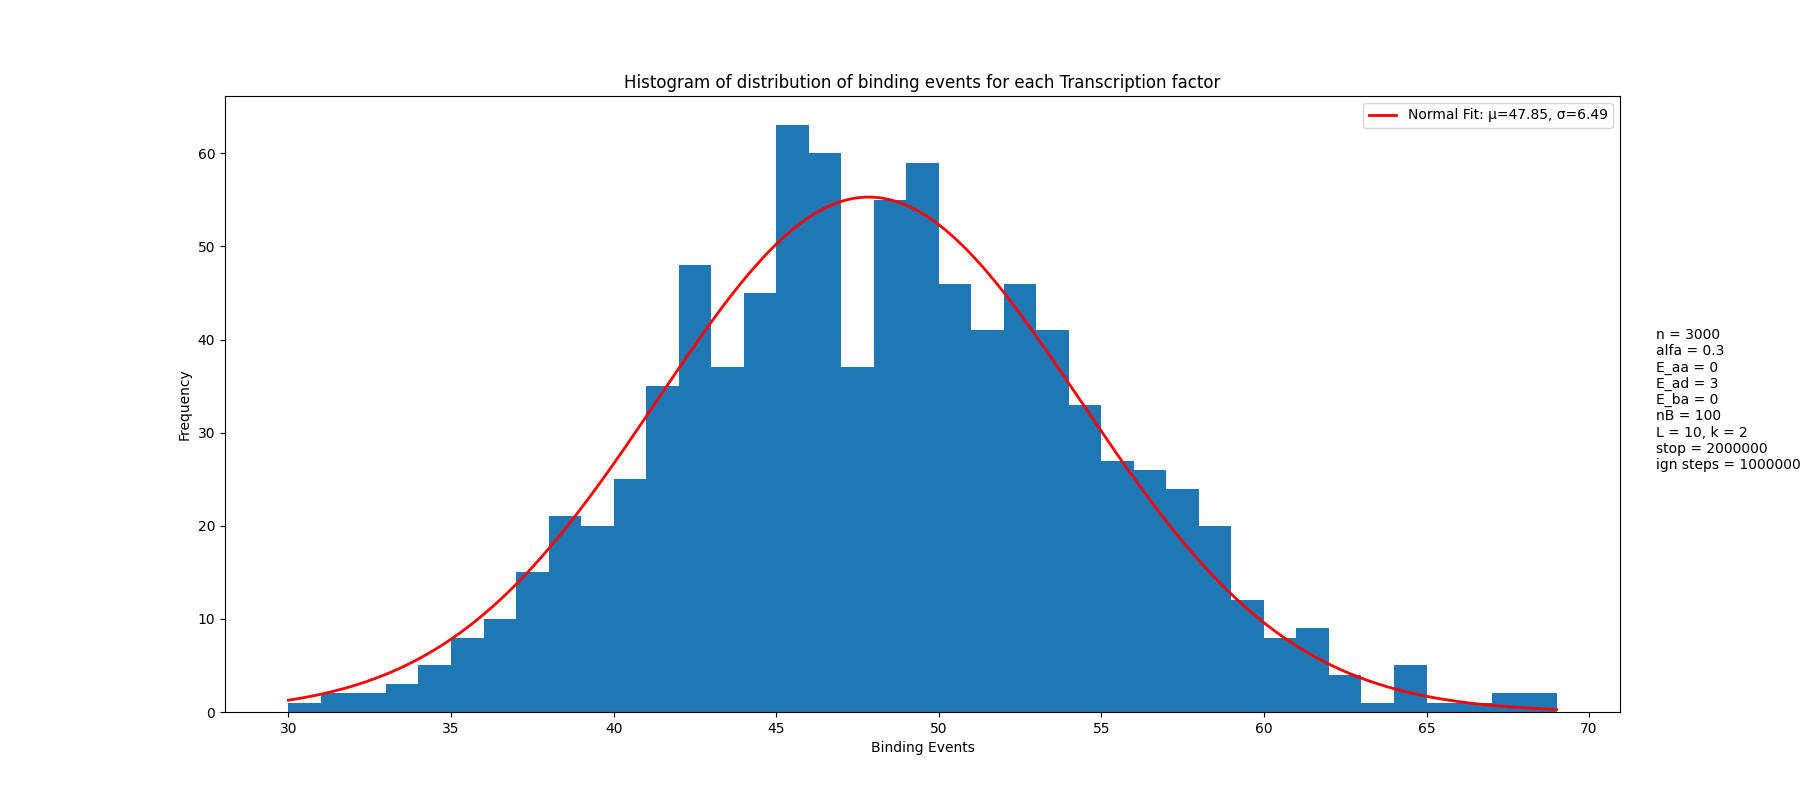 Histogram of distribution of binding events for each Transcription factor
Normal Fit: μ=47.85, σ=6.49
60
50
40
30
20
10
0
Frequency
30 35 40 45 50 55 60 65 70
Binding Events
n = 3000
alfa = 0.3
E_aa = 0
E_ad = 3
E_ba = 0
nB = 100
L = 10, k = 2
stop = 2000000
ign steps = 1000000